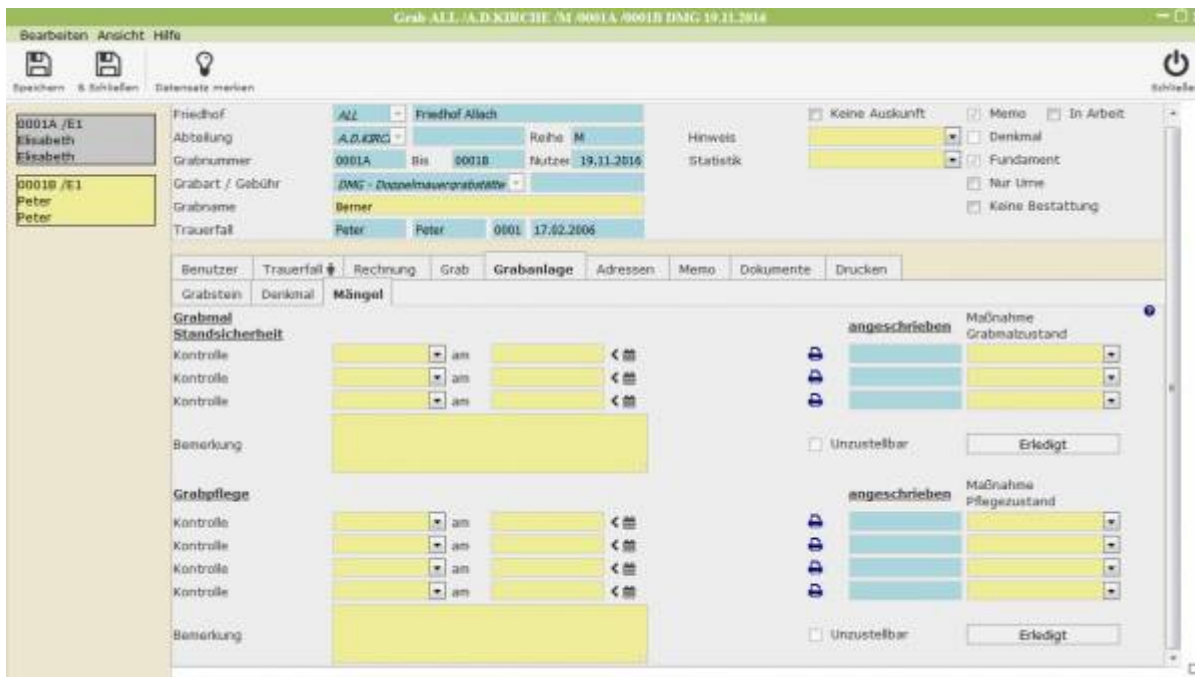 Grab ALL /A.D.KIRCHE /M /0001A /0001B DMG 19.11.2016
Bearbeiten Ansicht Hilfe
Speichern & Schließen Datensatz merken Schließen
0001A /E1
Elisabeth
Elisabeth
0001B /E1
Peter
Peter
Friedhof ALL Friedhof Allach Keine Auskunft Memo In Arbeit
Abteilung A.D.KIRC Reihe M Hinweis Denkmal
Grabnummer 0001A Bis 0001B Nutzer 19.11.2016 Statistik Fundament
Grabart / Gebühr DMG - Doppelmauergrabstätte Nur Urne
Grabname Berner Keine Bestattung
Trauerfall Peter Peter 0001 17.02.2006
Benutzer Trauerfall Rechnung Grab Grabanlage Adressen Memo Dokumente Drucken
Grabstein Denkmal Mängel
Grabmal
Standsicherheit angeschrieben Maßnahme
Grabmalzustand
Kontrolle am
Kontrolle am
Kontrolle am
Bemerkung Unzustellbar Erledigt
Grabpflege angeschrieben Maßnahme
Pflegezustand
Kontrolle am
Kontrolle am
Kontrolle am
Kontrolle am
Bemerkung Unzustellbar Erledigt